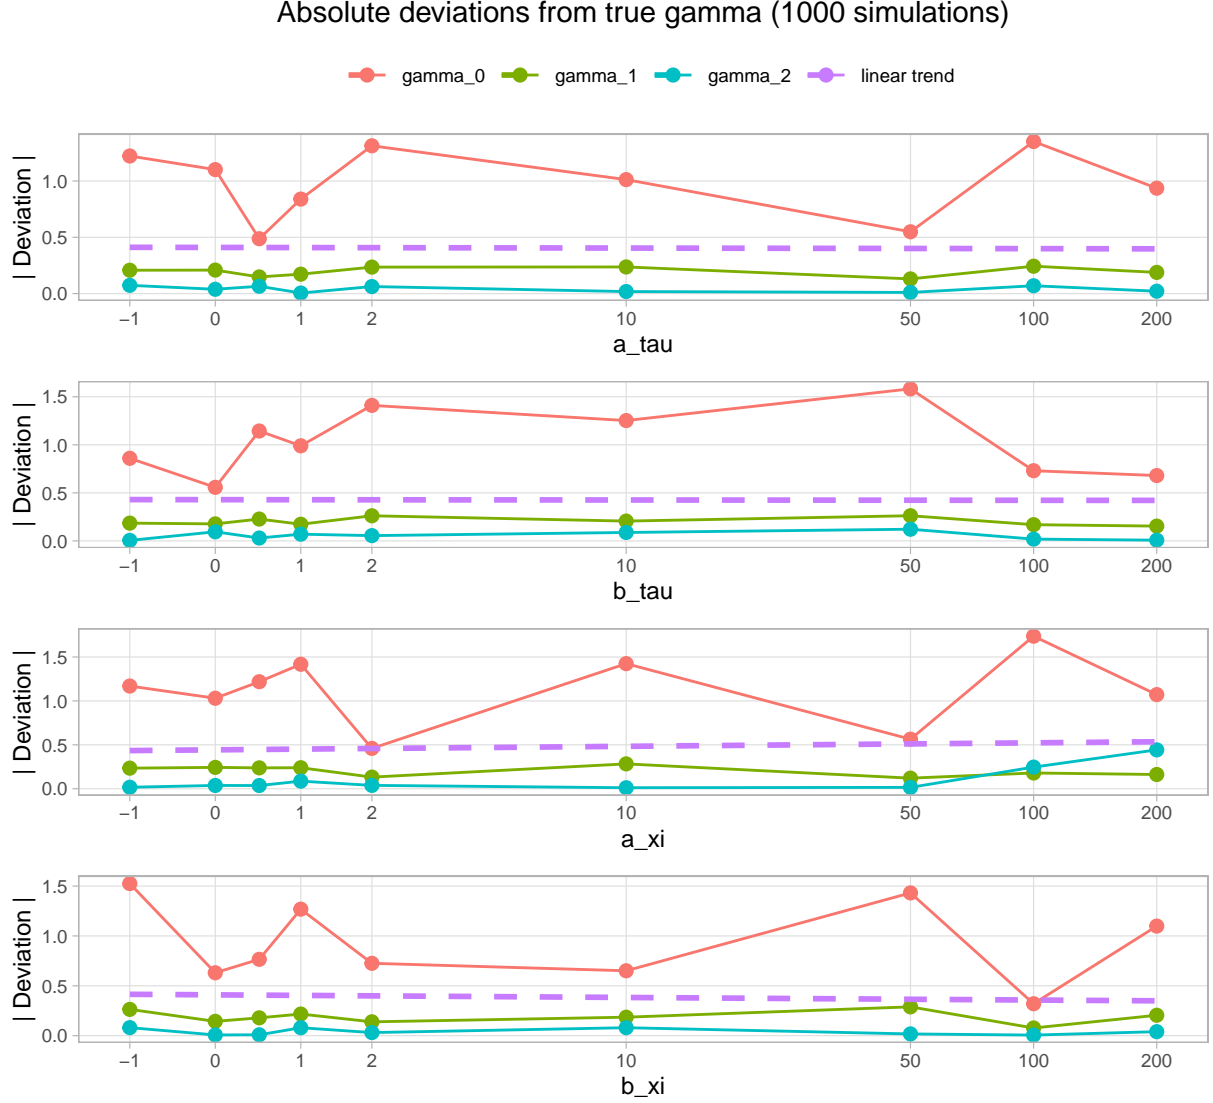 Absolute deviations from true gamma (1000 simulations)
gamma_0 gamma_1 gamma_2 linear trend
| Deviation |
1.0
0.5
0.0
−1 0 1 2 10 50 100 200
a_tau
| Deviation |
1.5
1.0
0.5
0.0
−1 0 1 2 10 50 100 200
b_tau
| Deviation |
1.5
1.0
0.5
0.0
−1 0 1 2 10 50 100 200
a_xi
| Deviation |
1.5
1.0
0.5
0.0
−1 0 1 2 10 50 100 200
b_xi